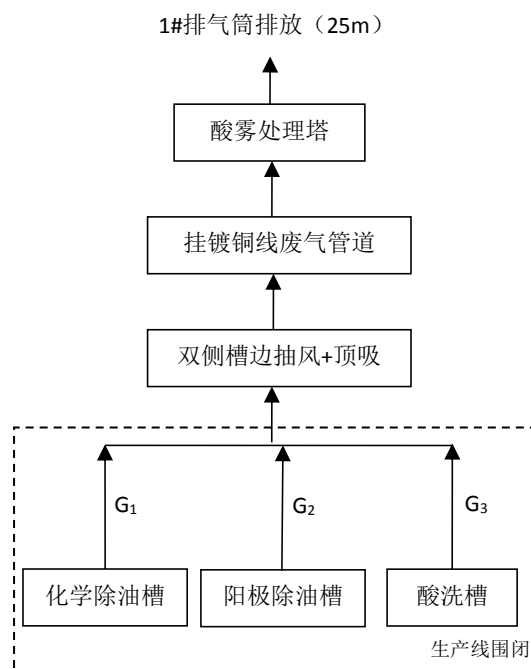 1#排气筒排放（25m）
酸雾处理塔
挂镀铜线废气管道
双侧槽边抽风+顶吸
G₁ G₂ G₃
化学除油槽 阳极除油槽 酸洗槽
生产线围闭